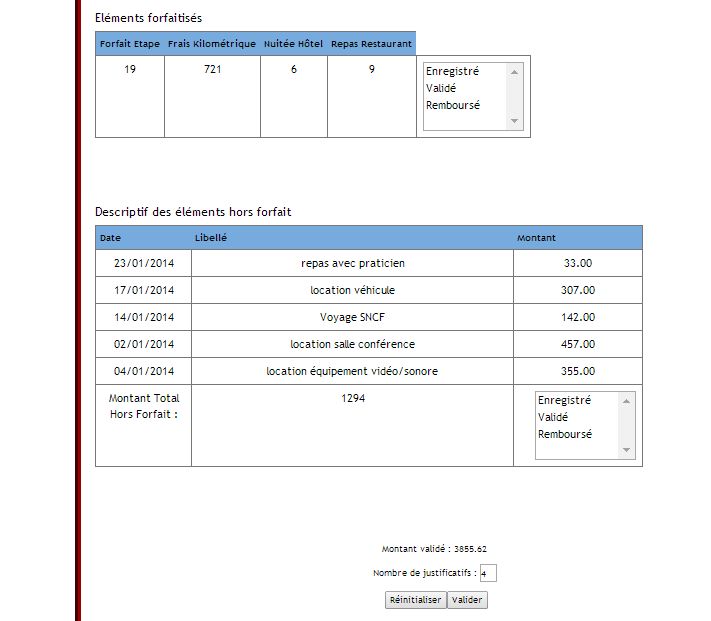 Eléments forfaitisés
Forfait Etape Frais Kilométrique Nuitée Hôtel Repas Restaurant
19 721 6 9
Enregistré
Validé
Remboursé
Descriptif des éléments hors forfait
Date Libellé Montant
23/01/2014 repas avec praticien 33.00
17/01/2014 location véhicule 307.00
14/01/2014 Voyage SNCF 142.00
02/01/2014 location salle conférence 457.00
04/01/2014 location équipement vidéo/sonore 355.00
Montant Total
Hors Forfait :
1294
Enregistré
Validé
Remboursé
Montant validé : 3855.62
Nombre de justificatifs : 4
Réinitialiser Valider